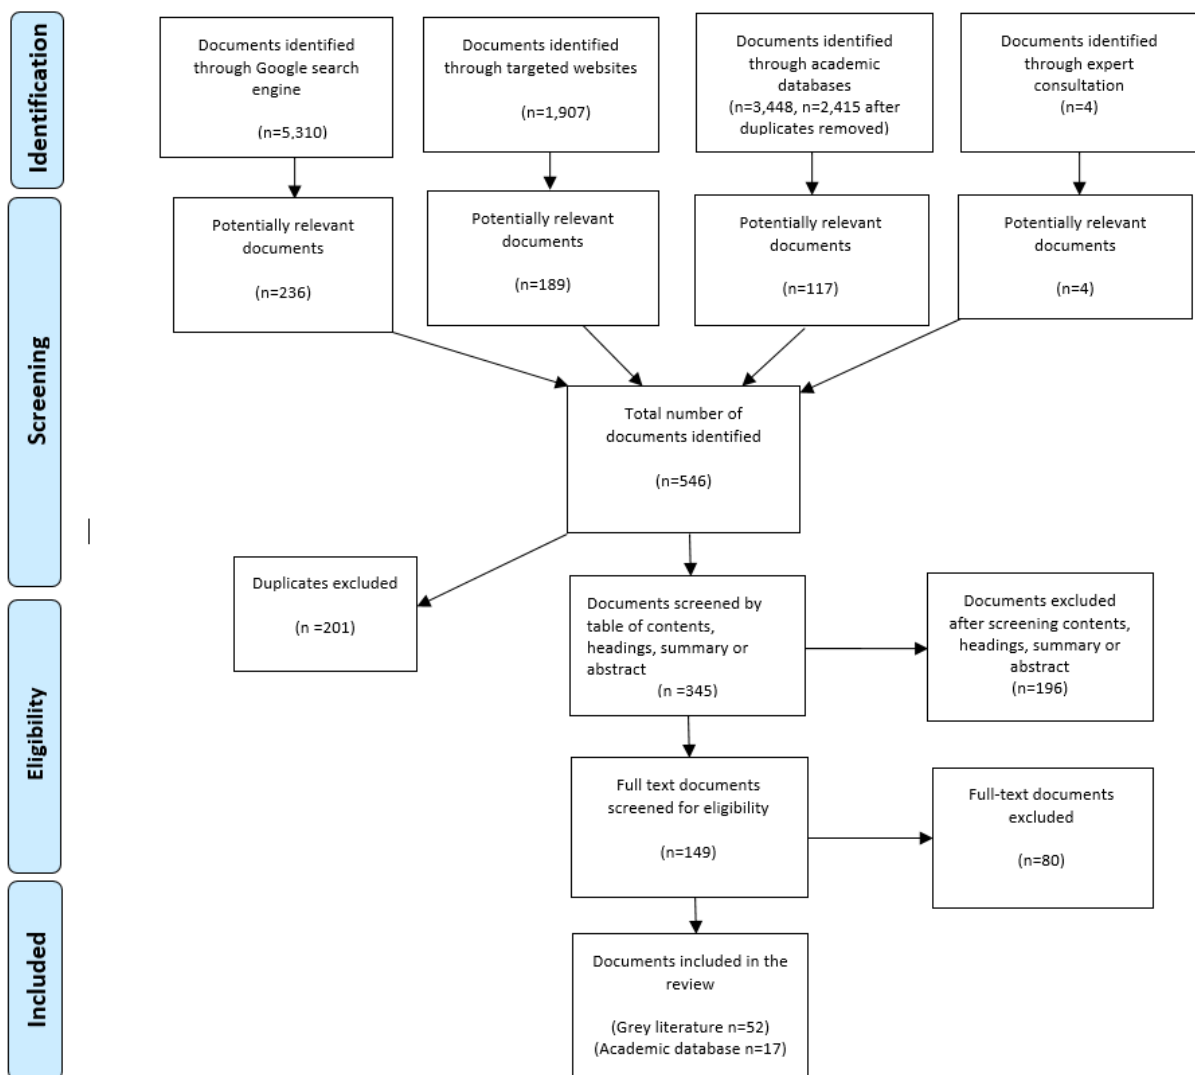 Identification
Documents identified
through Google search
engine
(n=5,310)
Documents identified
through targeted websites
(n=1,907)
Documents identified
through academic
databases
(n=3,448, n=2,415 after
duplicates removed)
Documents identified
through expert
consultation
(n=4)
Screening
Potentially relevant
documents
(n=236)
Potentially relevant
documents
(n=189)
Potentially relevant
documents
(n=117)
Potentially relevant
documents
(n=4)
Total number of
documents identified
(n=546)
Duplicates excluded
(n =201)
Eligibility
Documents screened by
table of contents,
headings, summary or
abstract
(n =345)
Documents excluded
after screening contents,
headings, summary or
abstract
(n=196)
Full text documents
screened for eligibility
(n=149)
Full-text documents
excluded
(n=80)
Included
Documents included in the
review
(Grey literature n=52)
(Academic database n=17)